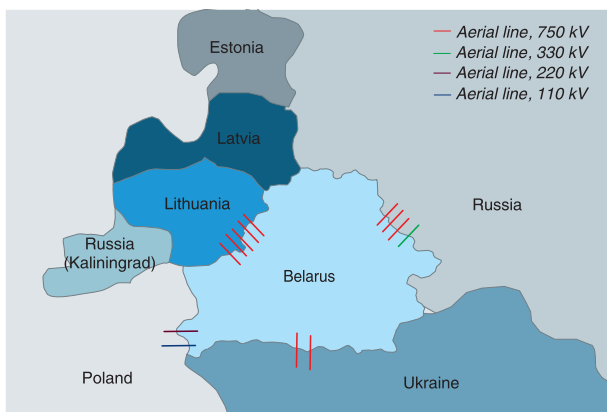 Estonia
Aerial line, 750 kV
Aerial line, 330 kV
Aerial line, 220 kV
Aerial line, 110 kV
Latvia
Lithuania
Russia
Russia
(Kaliningrad)
Belarus
Poland
Ukraine